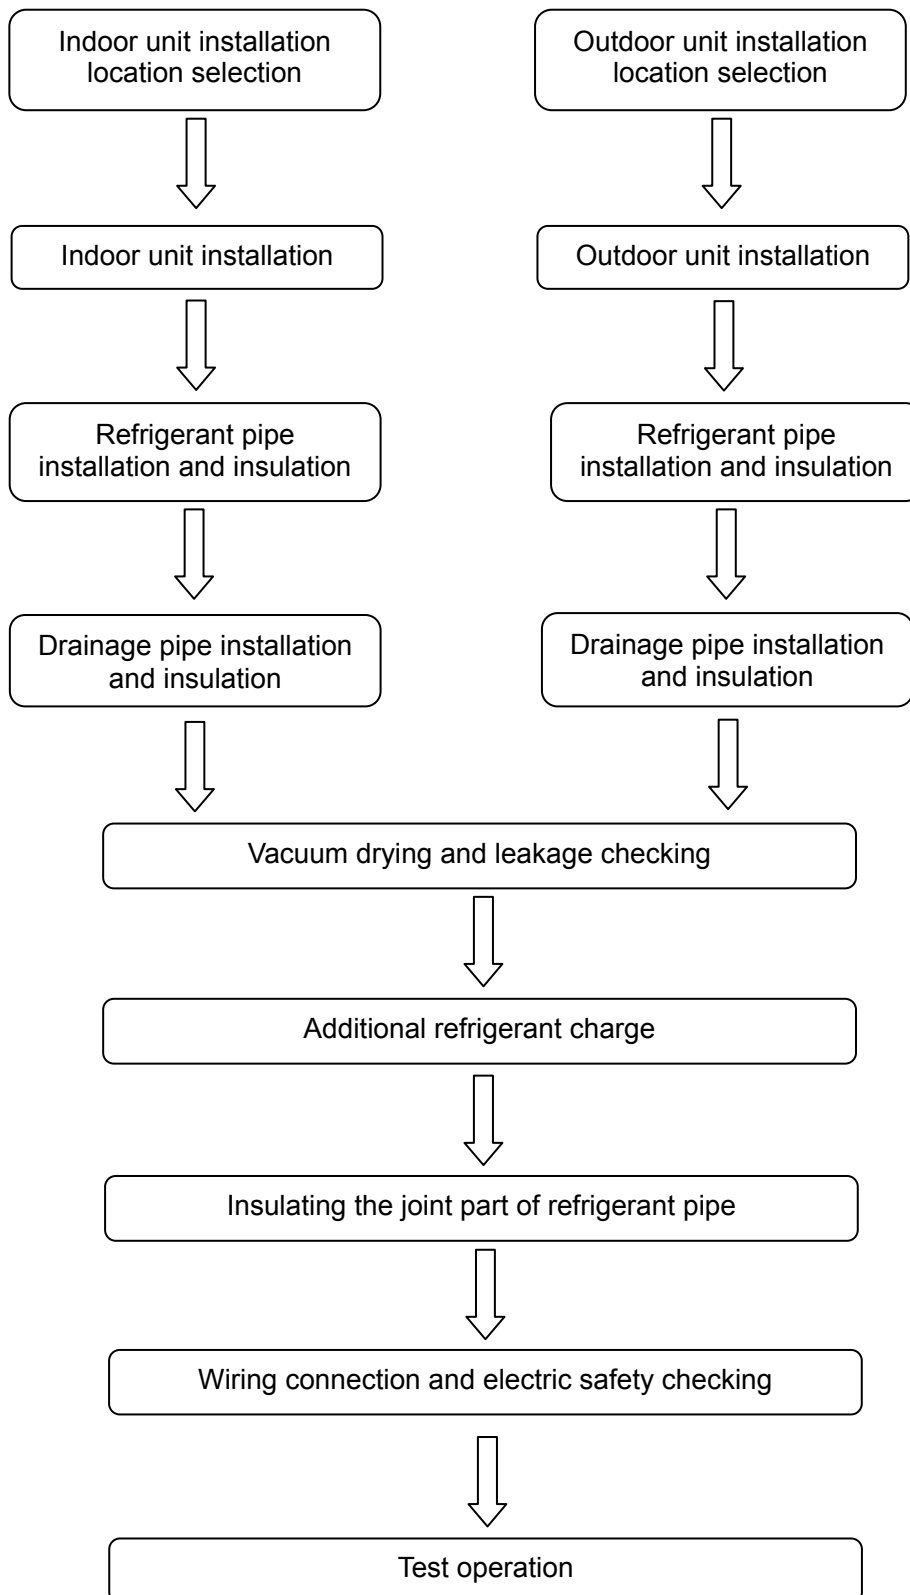 Indoor unit installation
location selection
Outdoor unit installation
location selection
Indoor unit installation
Outdoor unit installation
Refrigerant pipe
installation and insulation
Refrigerant pipe
installation and insulation
Drainage pipe installation
and insulation
Drainage pipe installation
and insulation
Vacuum drying and leakage checking
Additional refrigerant charge
Insulating the joint part of refrigerant pipe
Wiring connection and electric safety checking
Test operation